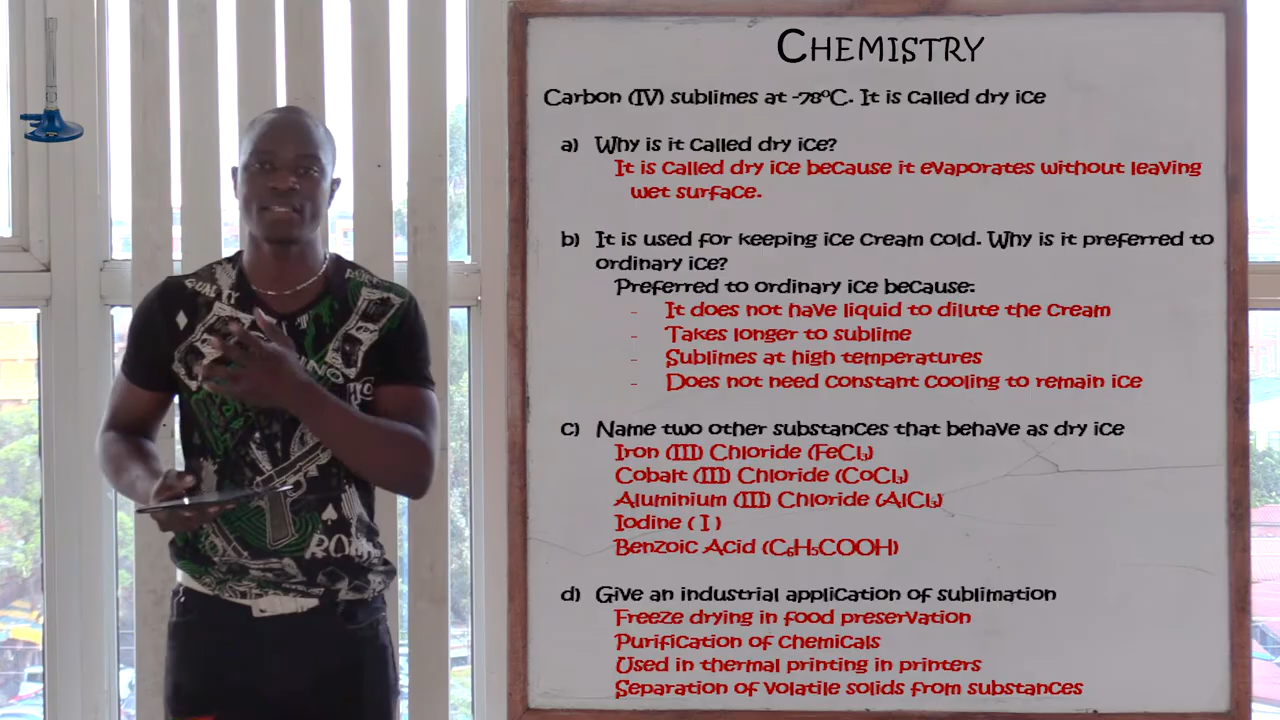 CHEMISTRY
Carbon (IV) sublimes at -78⁰C. It is called dry ice
a) Why is it called dry ice?
It is called dry ice because it evaporates without leaving
wet surface.
b) It is used for keeping ice cream cold. Why is it preferred to
ordinary ice?
Preferred to ordinary ice because:
- It does not have liquid to dilute the cream
- Takes longer to sublime
- Sublimes at high temperatures
- Does not need constant cooling to remain ice
c) Name two other substances that behave as dry ice
Iron (III) Chloride (FeCl₃)
Cobalt (III) Chloride (CoCl₃)
Aluminium (III) Chloride (AlCl₃)
Iodine ( I )
Benzoic Acid (C₆H₅COOH)
d) Give an industrial application of sublimation
Freeze drying in food preservation
Purification of chemicals
Used in thermal printing in printers
Separation of volatile solids from substances
QUALITY